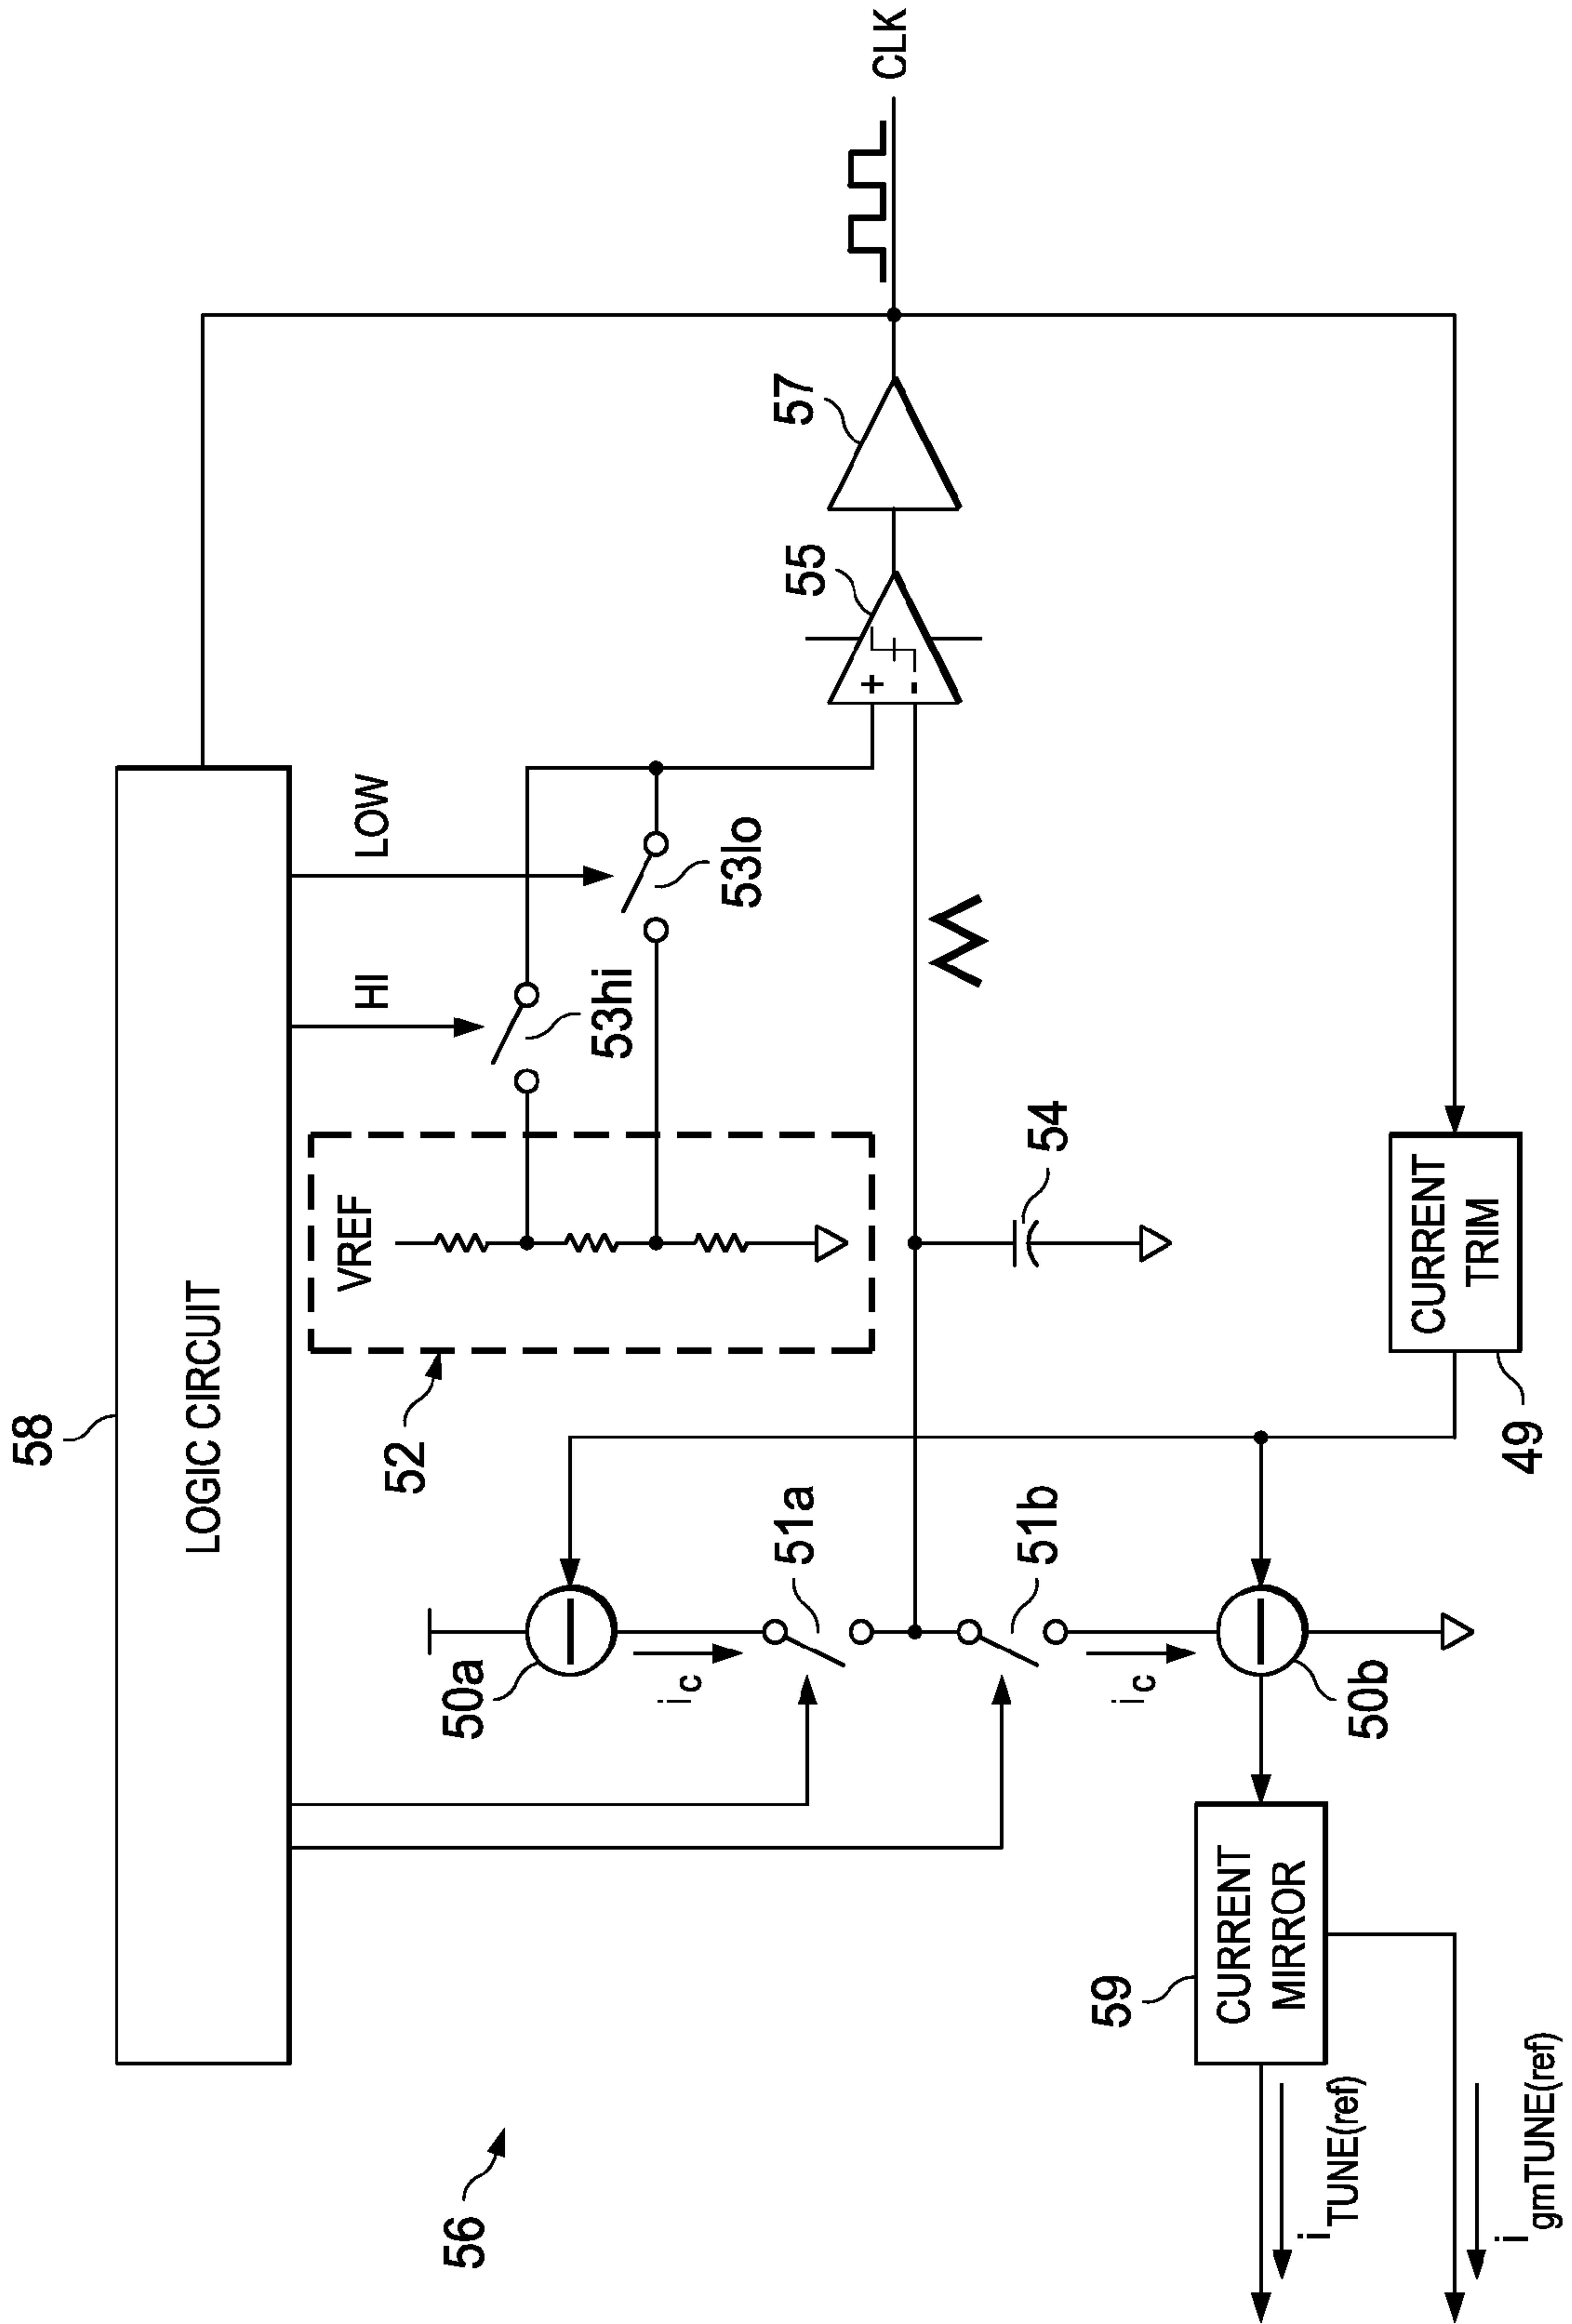 58
LOGIC CIRCUIT
HI
LOW
52
VREF
53hi
53lo
50a
ic
51a
51b
ic
50b
54
55
+
-
57
CLK
59
CURRENT
MIRROR
49
CURRENT
TRIM
56
iTUNE(ref)
igmTUNE(ref)